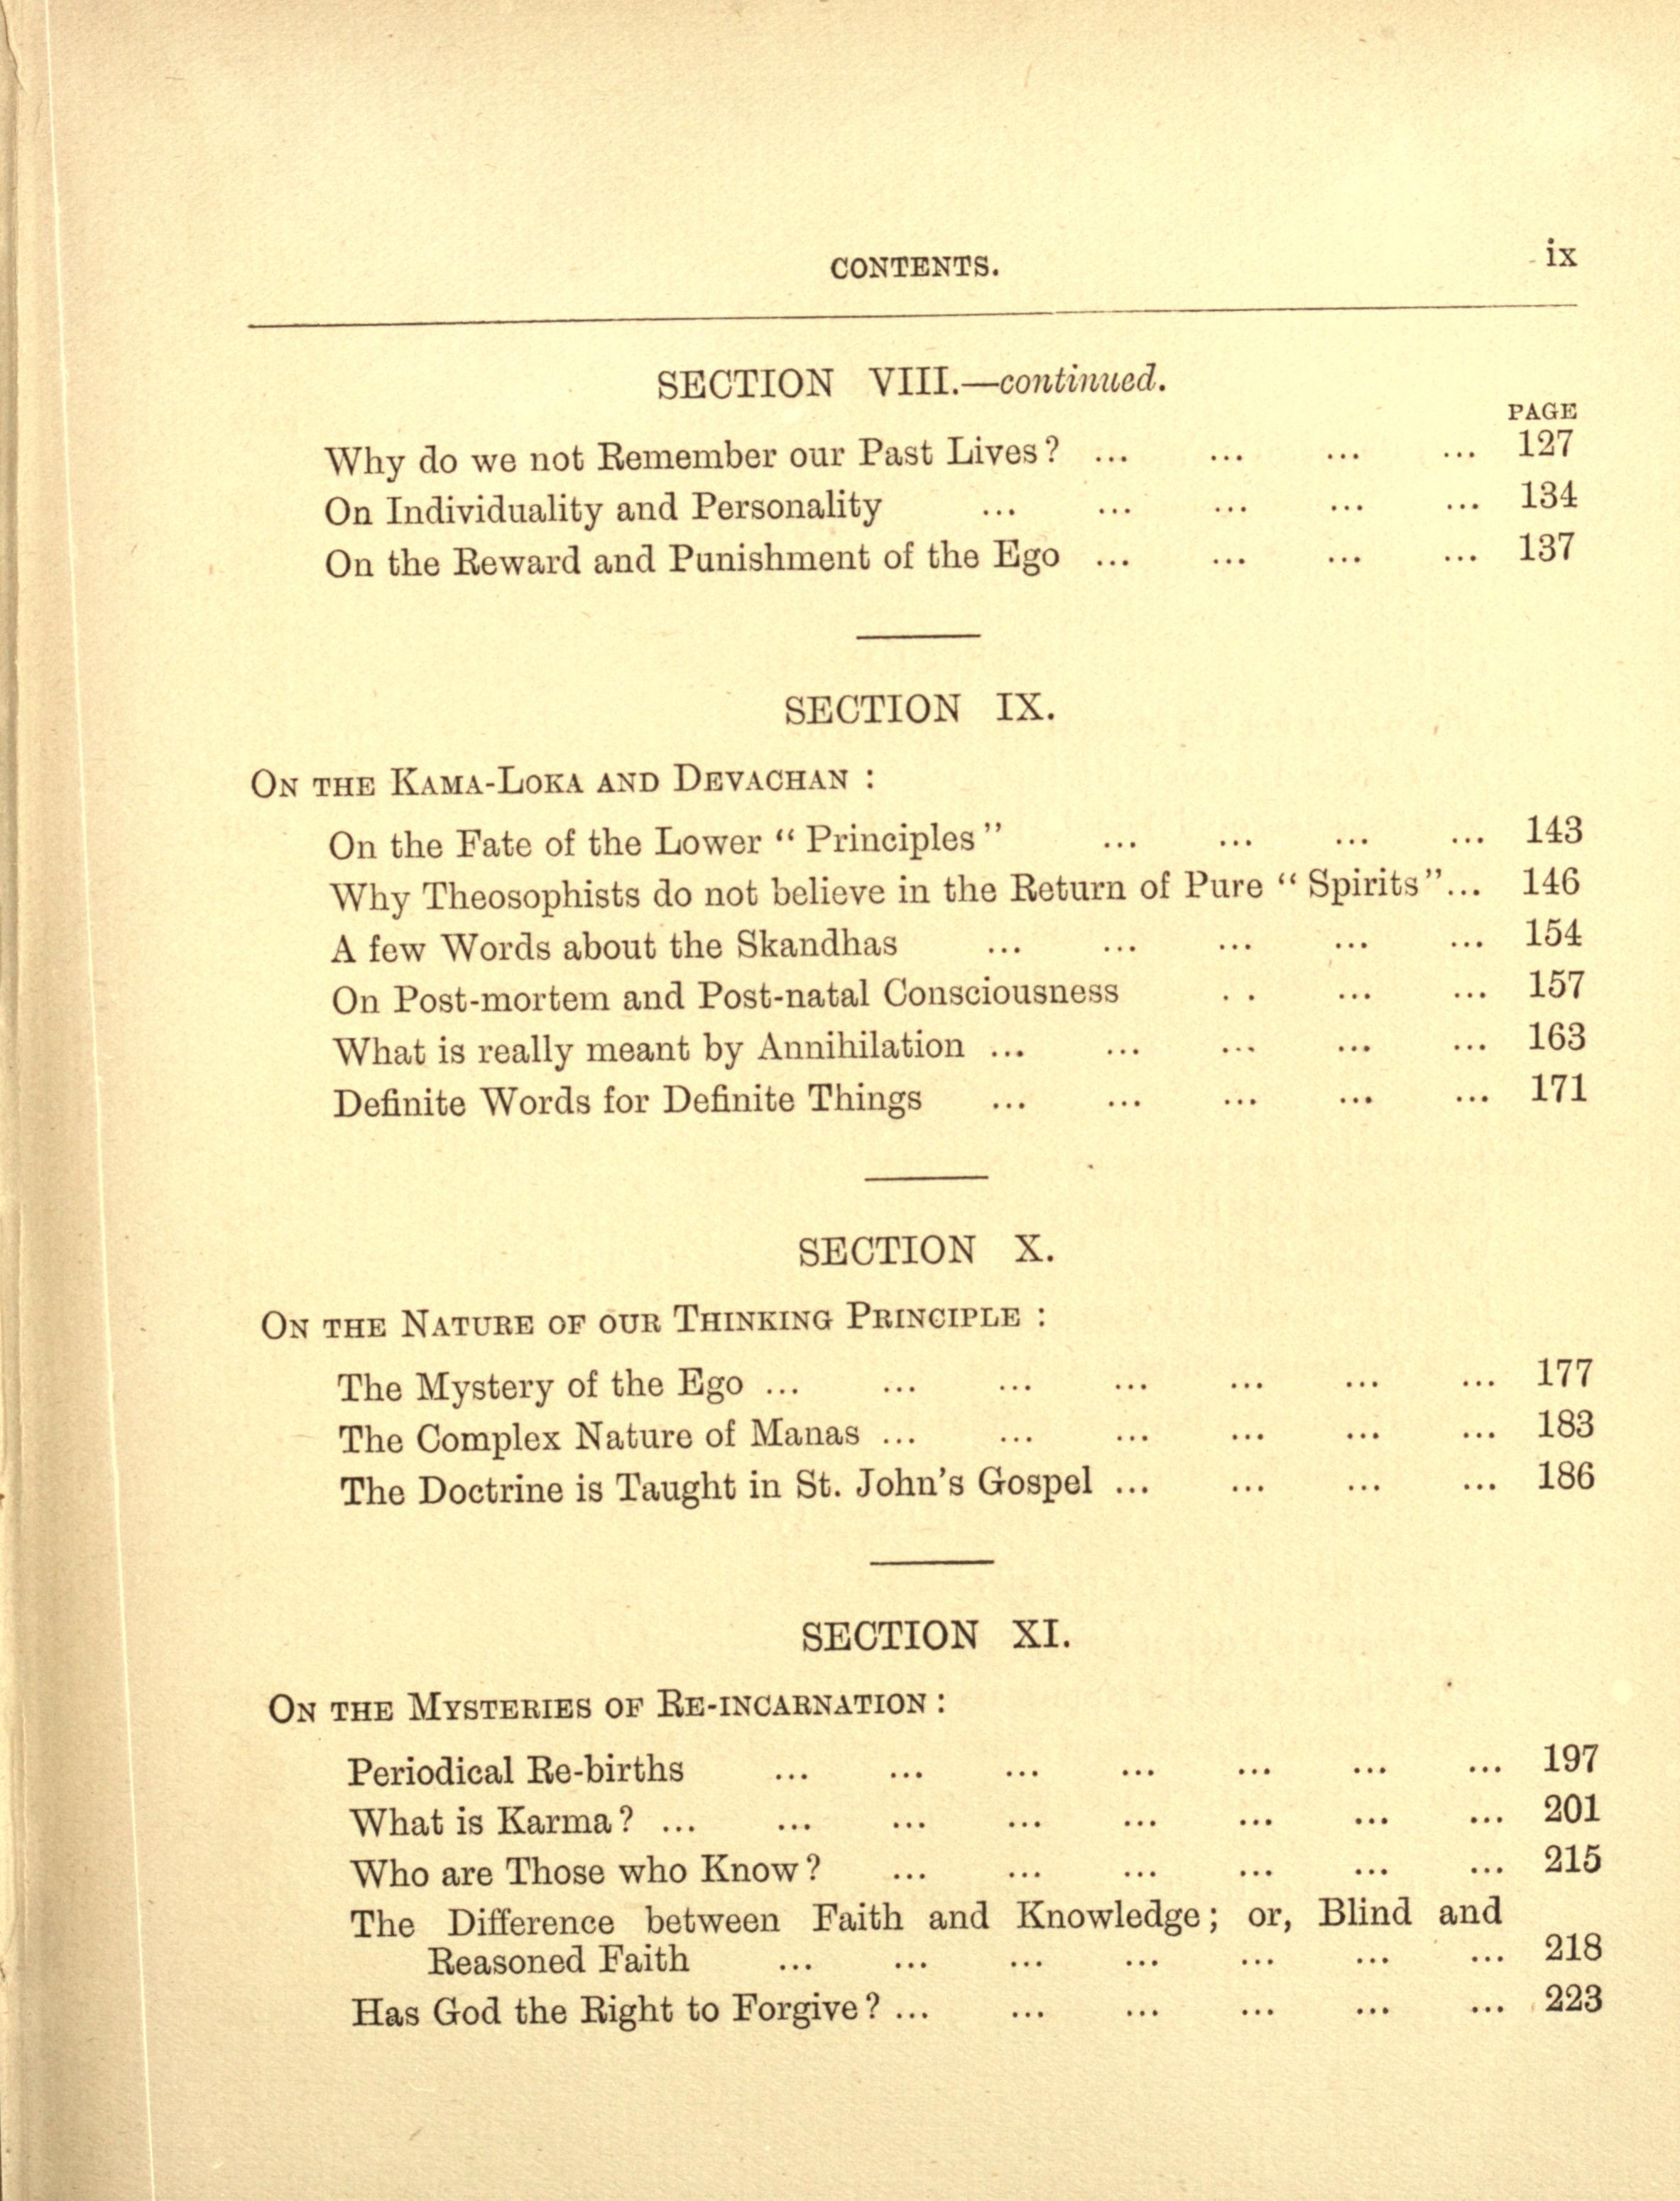 CONTENTS. ix
SECTION VIII.—continued.
PAGE
Why do we not Remember our Past Lives? ... ... ... ... 127
On Individuality and Personality ... ... ... ... ... 134
On the Reward and Punishment of the Ego ... ... ... ... 137
SECTION IX.
ON THE KAMA-LOKA AND DEVACHAN :
On the Fate of the Lower “ Principles ” ... ... ... ... 143
Why Theosophists do not believe in the Return of Pure “ Spirits ”... 146
A few Words about the Skandhas ... ... ... ... ... 154
On Post-mortem and Post-natal Consciousness .. ... ... 157
What is really meant by Annihilation ... ... ... ... ... 163
Definite Words for Definite Things ... ... ... ... ... 171
SECTION X.
ON THE NATURE OF OUR THINKING PRINCIPLE :
The Mystery of the Ego ... ... ... ... ... ... ... 177
The Complex Nature of Manas ... ... ... ... ... ... 183
The Doctrine is Taught in St. John’s Gospel ... ... ... ... 186
SECTION XI.
ON THE MYSTERIES OF RE-INCARNATION :
Periodical Re-births ... ... ... ... ... ... ... 197
What is Karma? ... ... ... ... ... ... ... ... 201
Who are Those who Know? ... ... ... ... ... ... 215
The Difference between Faith and Knowledge; or, Blind and
Reasoned Faith ... ... ... ... ... ... ... 218
Has God the Right to Forgive? ... ... ... ... ... ... 223